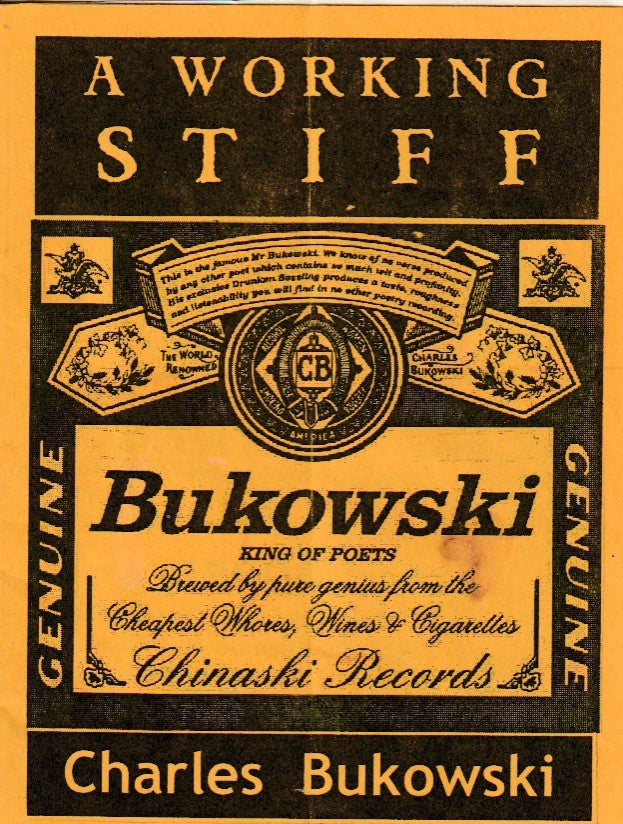 A WORKING
STIFF
This is the famous Mr Bukowski. We know of no verse produced
by any other poet which contains so much wit and profanity.
His exclusive Drunken Boasting produces a taste, roughness
and listenability you will find in no other poetry recording
THE WORLD
RENOWNED
CB
AMERICA
CHARLES
BUKOWSKI
GENUINE
GENUINE
Bukowski
KING OF POETS
Brewed by pure genius from the
Cheapest Whores, Wines & Cigarettes
Chinaski Records
Charles Bukowski